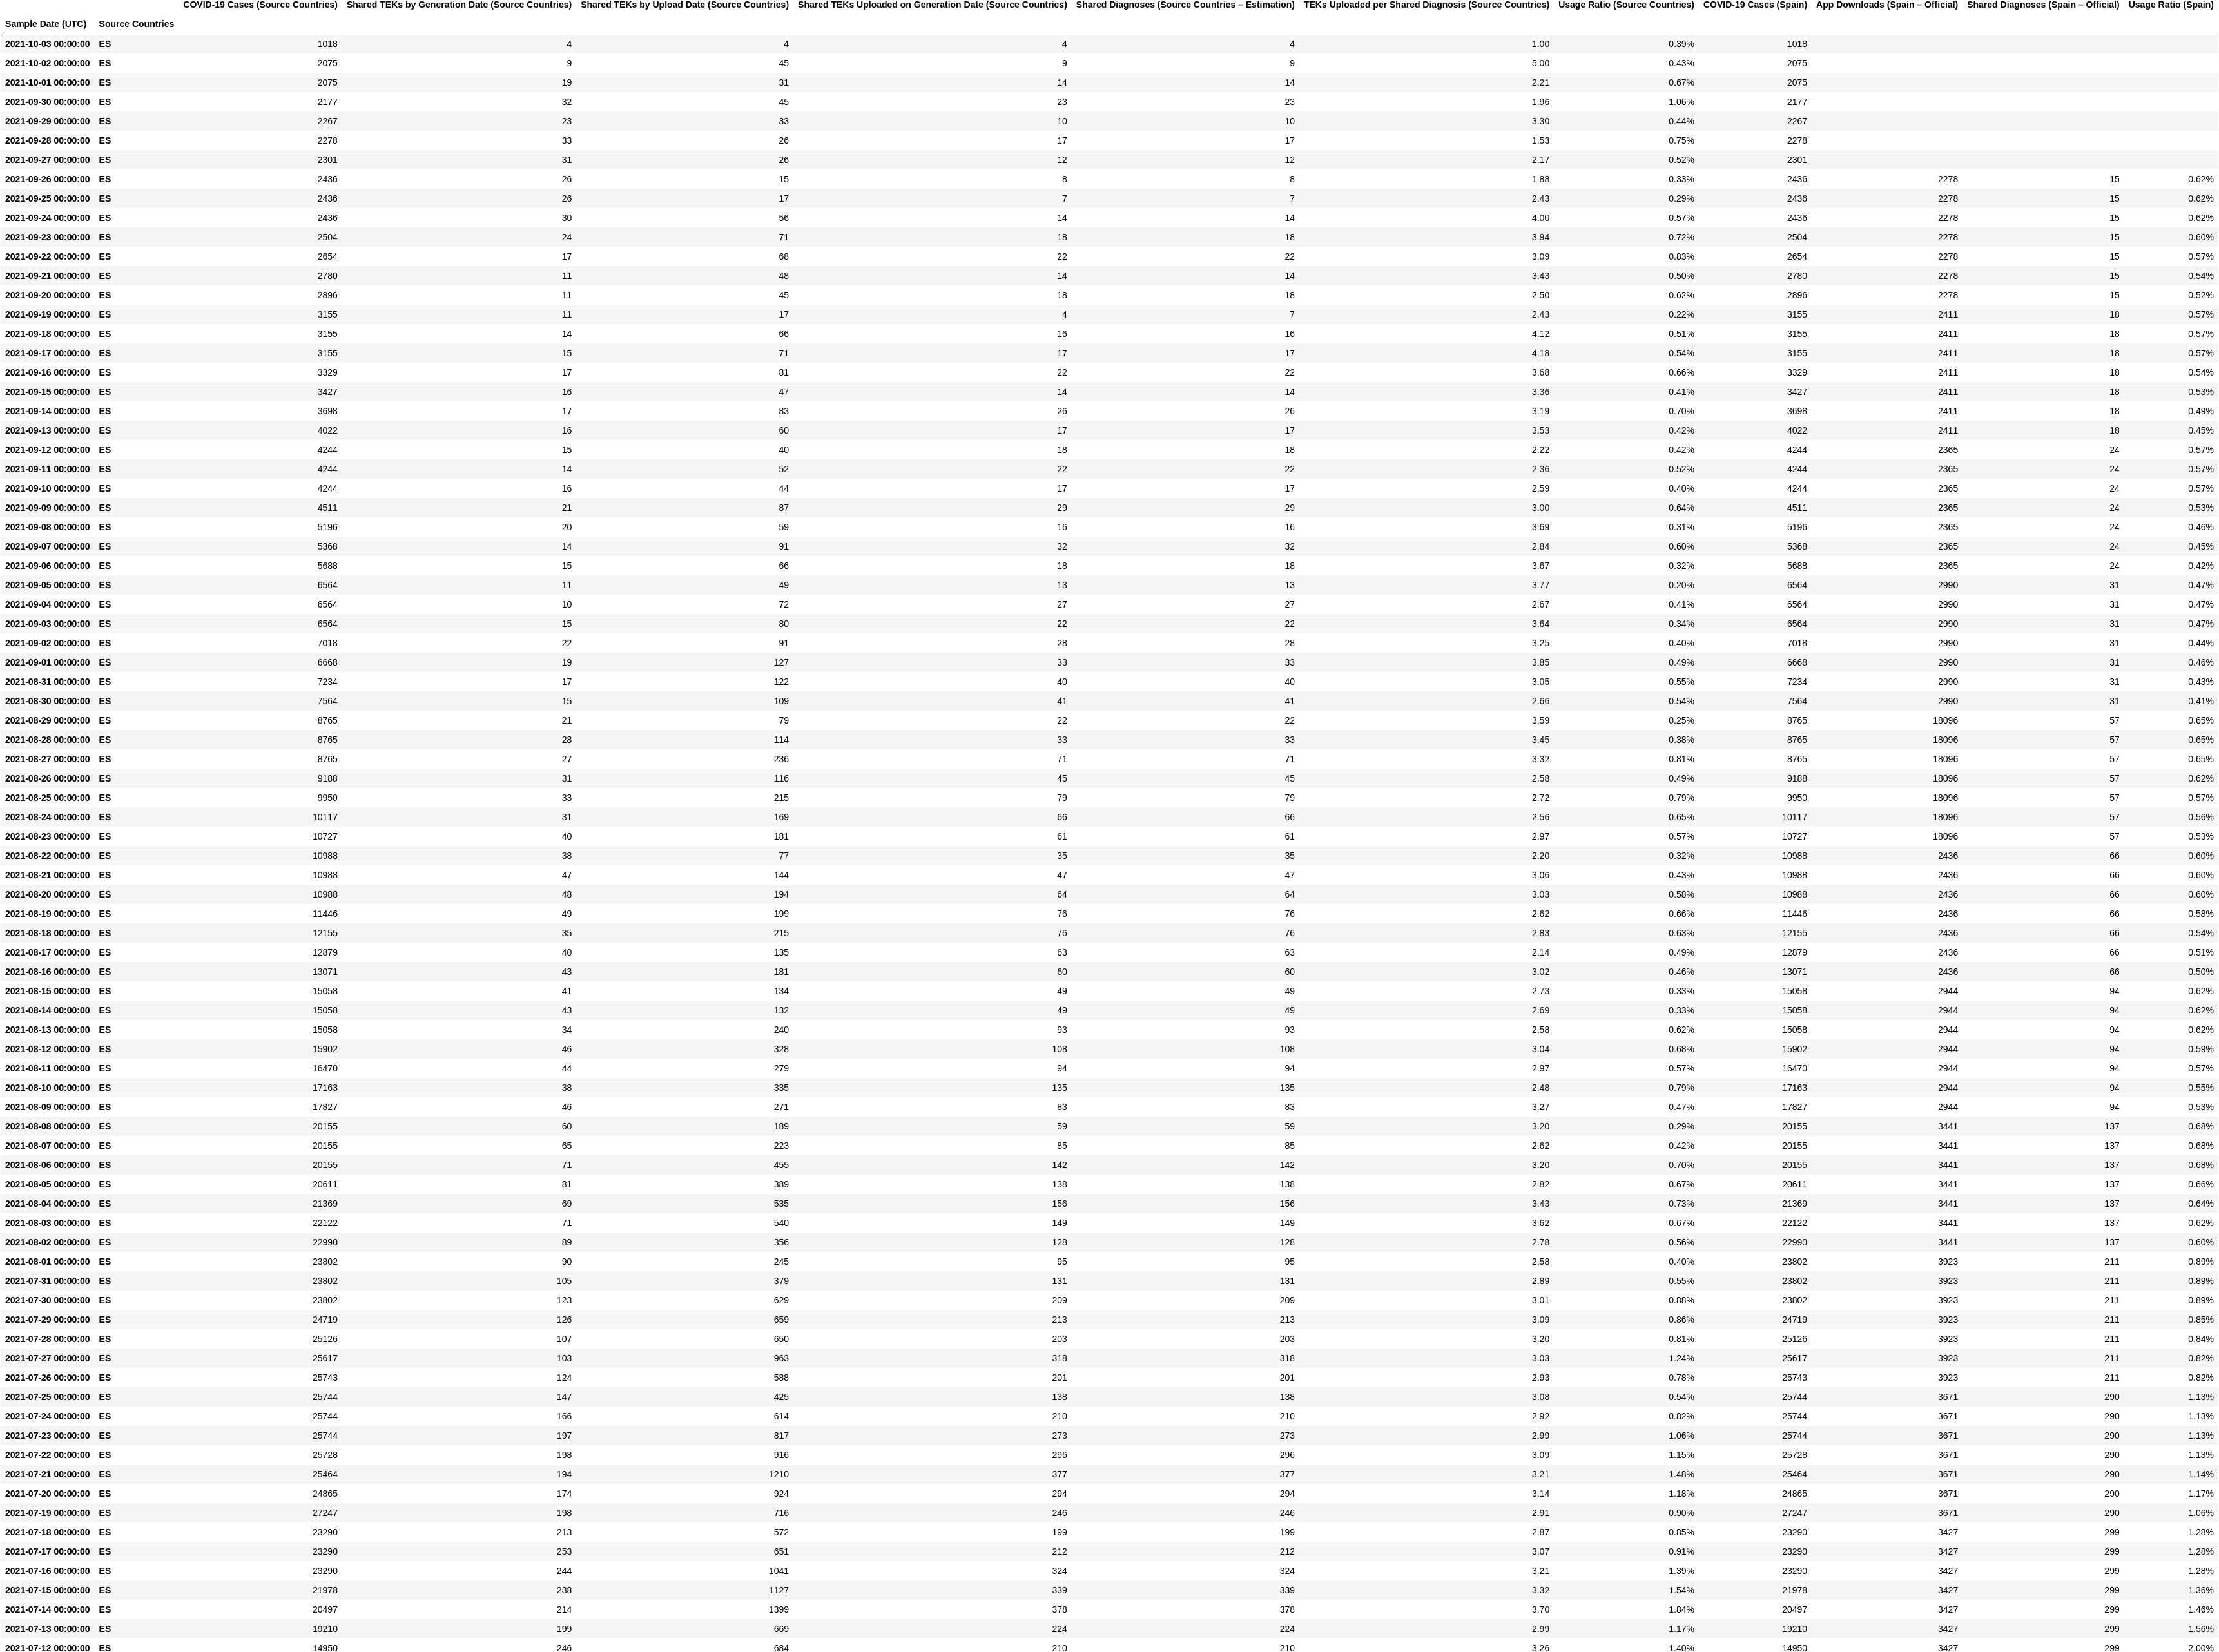 COVID-19 Cases (Source Countries) Shared TEKs by Generation Date (Source Countries) Shared TEKs by Upload Date (Source Countries) Shared TEKs Uploaded on Generation Date (Source Countries) Shared Diagnoses (Source Countries – Estimation) TEKs Uploaded per Shared Diagnosis (Source Countries) Usage Ratio (Source Countries) COVID-19 Cases (Spain) App Downloads (Spain – Official) Shared Diagnoses (Spain – Official) Usage Ratio (Spain)
Sample Date (UTC) Source Countries
2021-10-03 00:00:00 ES 1018 4 4 4 4 1.00 0.39% 1018
2021-10-02 00:00:00 ES 2075 9 45 9 9 5.00 0.43% 2075
2021-10-01 00:00:00 ES 2075 19 31 14 14 2.21 0.67% 2075
2021-09-30 00:00:00 ES 2177 32 45 23 23 1.96 1.06% 2177
2021-09-29 00:00:00 ES 2267 23 33 10 10 3.30 0.44% 2267
2021-09-28 00:00:00 ES 2278 33 26 17 17 1.53 0.75% 2278
2021-09-27 00:00:00 ES 2301 31 26 12 12 2.17 0.52% 2301
2021-09-26 00:00:00 ES 2436 26 15 8 8 1.88 0.33% 2436 2278 15 0.62%
2021-09-25 00:00:00 ES 2436 26 17 7 7 2.43 0.29% 2436 2278 15 0.62%
2021-09-24 00:00:00 ES 2436 30 56 14 14 4.00 0.57% 2436 2278 15 0.62%
2021-09-23 00:00:00 ES 2504 24 71 18 18 3.94 0.72% 2504 2278 15 0.60%
2021-09-22 00:00:00 ES 2654 17 68 22 22 3.09 0.83% 2654 2278 15 0.57%
2021-09-21 00:00:00 ES 2780 11 48 14 14 3.43 0.50% 2780 2278 15 0.54%
2021-09-20 00:00:00 ES 2896 11 45 18 18 2.50 0.62% 2896 2278 15 0.52%
2021-09-19 00:00:00 ES 3155 11 17 4 7 2.43 0.22% 3155 2411 18 0.57%
2021-09-18 00:00:00 ES 3155 14 66 16 16 4.12 0.51% 3155 2411 18 0.57%
2021-09-17 00:00:00 ES 3155 15 71 17 17 4.18 0.54% 3155 2411 18 0.57%
2021-09-16 00:00:00 ES 3329 17 81 22 22 3.68 0.66% 3329 2411 18 0.54%
2021-09-15 00:00:00 ES 3427 16 47 14 14 3.36 0.41% 3427 2411 18 0.53%
2021-09-14 00:00:00 ES 3698 17 83 26 26 3.19 0.70% 3698 2411 18 0.49%
2021-09-13 00:00:00 ES 4022 16 60 17 17 3.53 0.42% 4022 2411 18 0.45%
2021-09-12 00:00:00 ES 4244 15 40 18 18 2.22 0.42% 4244 2365 24 0.57%
2021-09-11 00:00:00 ES 4244 14 52 22 22 2.36 0.52% 4244 2365 24 0.57%
2021-09-10 00:00:00 ES 4244 16 44 17 17 2.59 0.40% 4244 2365 24 0.57%
2021-09-09 00:00:00 ES 4511 21 87 29 29 3.00 0.64% 4511 2365 24 0.53%
2021-09-08 00:00:00 ES 5196 20 59 16 16 3.69 0.31% 5196 2365 24 0.46%
2021-09-07 00:00:00 ES 5368 14 91 32 32 2.84 0.60% 5368 2365 24 0.45%
2021-09-06 00:00:00 ES 5688 15 66 18 18 3.67 0.32% 5688 2365 24 0.42%
2021-09-05 00:00:00 ES 6564 11 49 13 13 3.77 0.20% 6564 2990 31 0.47%
2021-09-04 00:00:00 ES 6564 10 72 27 27 2.67 0.41% 6564 2990 31 0.47%
2021-09-03 00:00:00 ES 6564 15 80 22 22 3.64 0.34% 6564 2990 31 0.47%
2021-09-02 00:00:00 ES 7018 22 91 28 28 3.25 0.40% 7018 2990 31 0.44%
2021-09-01 00:00:00 ES 6668 19 127 33 33 3.85 0.49% 6668 2990 31 0.46%
2021-08-31 00:00:00 ES 7234 17 122 40 40 3.05 0.55% 7234 2990 31 0.43%
2021-08-30 00:00:00 ES 7564 15 109 41 41 2.66 0.54% 7564 2990 31 0.41%
2021-08-29 00:00:00 ES 8765 21 79 22 22 3.59 0.25% 8765 18096 57 0.65%
2021-08-28 00:00:00 ES 8765 28 114 33 33 3.45 0.38% 8765 18096 57 0.65%
2021-08-27 00:00:00 ES 8765 27 236 71 71 3.32 0.81% 8765 18096 57 0.65%
2021-08-26 00:00:00 ES 9188 31 116 45 45 2.58 0.49% 9188 18096 57 0.62%
2021-08-25 00:00:00 ES 9950 33 215 79 79 2.72 0.79% 9950 18096 57 0.57%
2021-08-24 00:00:00 ES 10117 31 169 66 66 2.56 0.65% 10117 18096 57 0.56%
2021-08-23 00:00:00 ES 10727 40 181 61 61 2.97 0.57% 10727 18096 57 0.53%
2021-08-22 00:00:00 ES 10988 38 77 35 35 2.20 0.32% 10988 2436 66 0.60%
2021-08-21 00:00:00 ES 10988 47 144 47 47 3.06 0.43% 10988 2436 66 0.60%
2021-08-20 00:00:00 ES 10988 48 194 64 64 3.03 0.58% 10988 2436 66 0.60%
2021-08-19 00:00:00 ES 11446 49 199 76 76 2.62 0.66% 11446 2436 66 0.58%
2021-08-18 00:00:00 ES 12155 35 215 76 76 2.83 0.63% 12155 2436 66 0.54%
2021-08-17 00:00:00 ES 12879 40 135 63 63 2.14 0.49% 12879 2436 66 0.51%
2021-08-16 00:00:00 ES 13071 43 181 60 60 3.02 0.46% 13071 2436 66 0.50%
2021-08-15 00:00:00 ES 15058 41 134 49 49 2.73 0.33% 15058 2944 94 0.62%
2021-08-14 00:00:00 ES 15058 43 132 49 49 2.69 0.33% 15058 2944 94 0.62%
2021-08-13 00:00:00 ES 15058 34 240 93 93 2.58 0.62% 15058 2944 94 0.62%
2021-08-12 00:00:00 ES 15902 46 328 108 108 3.04 0.68% 15902 2944 94 0.59%
2021-08-11 00:00:00 ES 16470 44 279 94 94 2.97 0.57% 16470 2944 94 0.57%
2021-08-10 00:00:00 ES 17163 38 335 135 135 2.48 0.79% 17163 2944 94 0.55%
2021-08-09 00:00:00 ES 17827 46 271 83 83 3.27 0.47% 17827 2944 94 0.53%
2021-08-08 00:00:00 ES 20155 60 189 59 59 3.20 0.29% 20155 3441 137 0.68%
2021-08-07 00:00:00 ES 20155 65 223 85 85 2.62 0.42% 20155 3441 137 0.68%
2021-08-06 00:00:00 ES 20155 71 455 142 142 3.20 0.70% 20155 3441 137 0.68%
2021-08-05 00:00:00 ES 20611 81 389 138 138 2.82 0.67% 20611 3441 137 0.66%
2021-08-04 00:00:00 ES 21369 69 535 156 156 3.43 0.73% 21369 3441 137 0.64%
2021-08-03 00:00:00 ES 22122 71 540 149 149 3.62 0.67% 22122 3441 137 0.62%
2021-08-02 00:00:00 ES 22990 89 356 128 128 2.78 0.56% 22990 3441 137 0.60%
2021-08-01 00:00:00 ES 23802 90 245 95 95 2.58 0.40% 23802 3923 211 0.89%
2021-07-31 00:00:00 ES 23802 105 379 131 131 2.89 0.55% 23802 3923 211 0.89%
2021-07-30 00:00:00 ES 23802 123 629 209 209 3.01 0.88% 23802 3923 211 0.89%
2021-07-29 00:00:00 ES 24719 126 659 213 213 3.09 0.86% 24719 3923 211 0.85%
2021-07-28 00:00:00 ES 25126 107 650 203 203 3.20 0.81% 25126 3923 211 0.84%
2021-07-27 00:00:00 ES 25617 103 963 318 318 3.03 1.24% 25617 3923 211 0.82%
2021-07-26 00:00:00 ES 25743 124 588 201 201 2.93 0.78% 25743 3923 211 0.82%
2021-07-25 00:00:00 ES 25744 147 425 138 138 3.08 0.54% 25744 3671 290 1.13%
2021-07-24 00:00:00 ES 25744 166 614 210 210 2.92 0.82% 25744 3671 290 1.13%
2021-07-23 00:00:00 ES 25744 197 817 273 273 2.99 1.06% 25744 3671 290 1.13%
2021-07-22 00:00:00 ES 25728 198 916 296 296 3.09 1.15% 25728 3671 290 1.13%
2021-07-21 00:00:00 ES 25464 194 1210 377 377 3.21 1.48% 25464 3671 290 1.14%
2021-07-20 00:00:00 ES 24865 174 924 294 294 3.14 1.18% 24865 3671 290 1.17%
2021-07-19 00:00:00 ES 27247 198 716 246 246 2.91 0.90% 27247 3671 290 1.06%
2021-07-18 00:00:00 ES 23290 213 572 199 199 2.87 0.85% 23290 3427 299 1.28%
2021-07-17 00:00:00 ES 23290 253 651 212 212 3.07 0.91% 23290 3427 299 1.28%
2021-07-16 00:00:00 ES 23290 244 1041 324 324 3.21 1.39% 23290 3427 299 1.28%
2021-07-15 00:00:00 ES 21978 238 1127 339 339 3.32 1.54% 21978 3427 299 1.36%
2021-07-14 00:00:00 ES 20497 214 1399 378 378 3.70 1.84% 20497 3427 299 1.46%
2021-07-13 00:00:00 ES 19210 199 669 224 224 2.99 1.17% 19210 3427 299 1.56%
2021-07-12 00:00:00 ES 14950 246 684 210 210 3.26 1.40% 14950 3427 299 2.00%